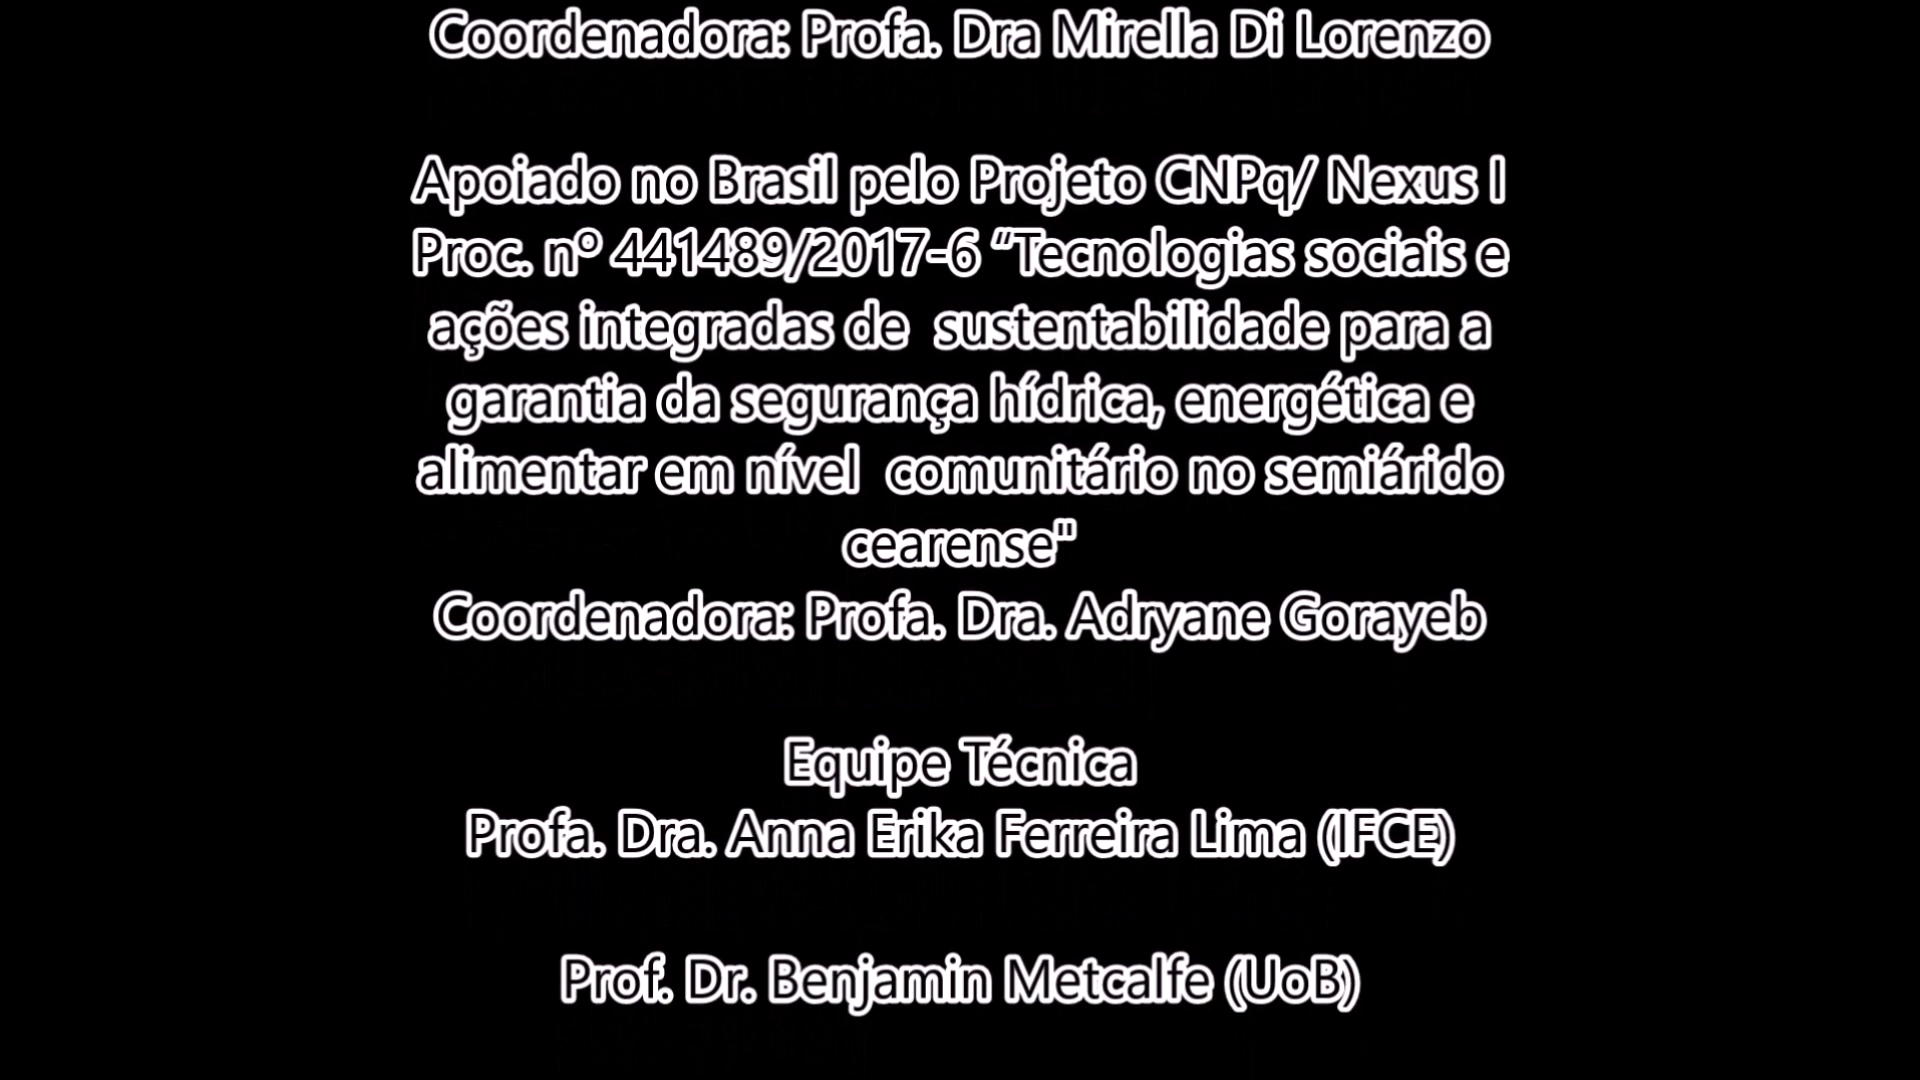 Coordenadora: Profa. Dra Mirella Di Lorenzo
Apoiado no Brasil pelo Projeto CNPq/ Nexus I
Proc. nº 441489/2017-6 “Tecnologias sociais e
ações integradas de  sustentabilidade para a
garantia da segurança hídrica, energética e
alimentar em nível  comunitário no semiárido
cearense"
Coordenadora: Profa. Dra. Adryane Gorayeb
Equipe Técnica
Profa. Dra. Anna Erika Ferreira Lima (IFCE)
Prof. Dr. Benjamin Metcalfe (UoB)